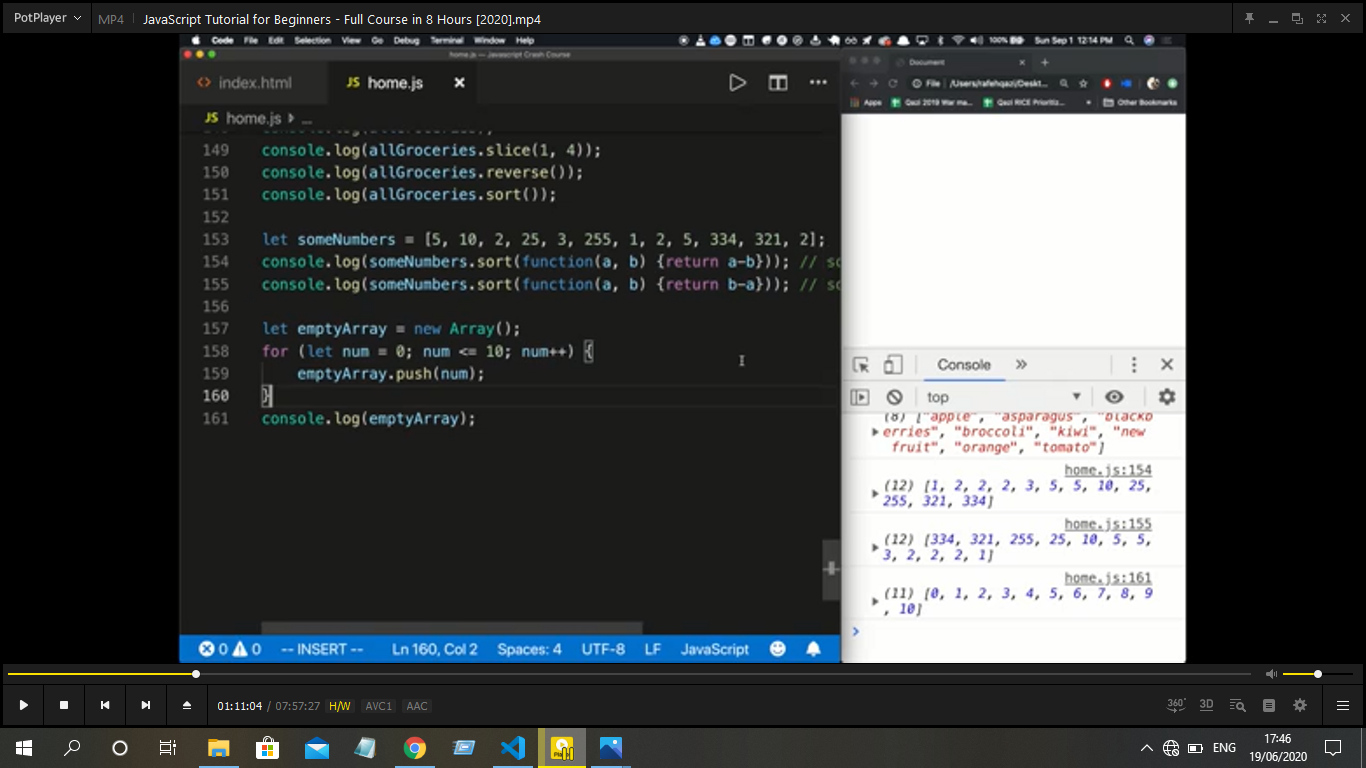 PotPlayer MP4 JavaScript Tutorial for Beginners - Full Course in 8 Hours [2020].mp4
Code File Edit Selection View Go Debug Terminal Window Help 100% Sun Sep 1 12:14 PM
home.js — Javascript Crash Course
index.html JS home.js
JS home.js ...
149 console.log(allGroceries.slice(1, 4));
150 console.log(allGroceries.reverse());
151 console.log(allGroceries.sort());
152
153 let someNumbers = [5, 10, 2, 25, 3, 255, 1, 2, 5, 334, 321, 2];
154 console.log(someNumbers.sort(function(a, b) {return a-b})); // so
155 console.log(someNumbers.sort(function(a, b) {return b-a})); // so
156
157 let emptyArray = new Array();
158 for (let num = 0; num <= 10; num++) {
159 emptyArray.push(num);
160 }
161 console.log(emptyArray);
0 0 -- INSERT -- Ln 160, Col 2 Spaces: 4 UTF-8 LF JavaScript
Document
File /Users/rafehqazi/Deskt...
Apps Qazi 2019 War ma... Qazi RICE Prioritiz... Other Bookmarks
Console
top
(8) ["apple", "asparagus", "blackb
erries", "broccoli", "kiwi", "new
fruit", "orange", "tomato"]
home.js:154
(12) [1, 2, 2, 2, 3, 5, 5, 10, 25,
255, 321, 334]
home.js:155
(12) [334, 321, 255, 25, 10, 5, 5,
3, 2, 2, 2, 1]
home.js:161
(11) [0, 1, 2, 3, 4, 5, 6, 7, 8, 9
, 10]
01:11:04 / 07:57:27 H/W AVC1 AAC 360° 3D
ENG 17:46
19/06/2020